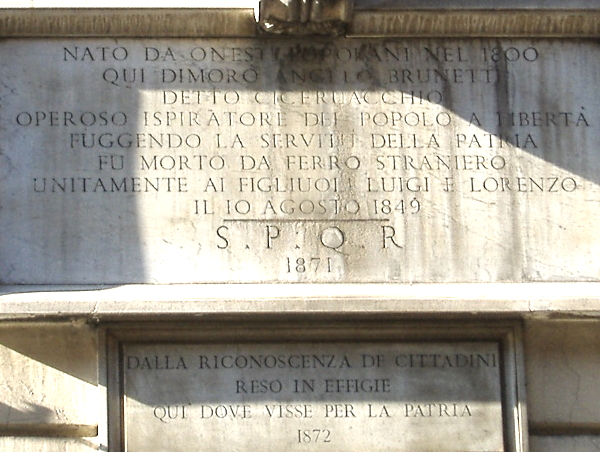 NATO DA ONESTI POPOLANI NEL 1800
QUI DIMORÒ ANGELO BRUNETTI
DETTO CICERUACCHIO
OPEROSO ISPIRATORE DEL POPOLO A LIBERTÀ
FUGGENDO LA SERVITÙ DELLA PATRIA
FU MORTO DA FERRO STRANIERO
UNITAMENTE AI FIGLIUOLI LUIGI E LORENZO
IL 10 AGOSTO 1849
S.P.Q.R
1871
DALLA RICONOSCENZA DE' CITTADINI
RESO IN EFFIGIE
QUI DOVE VISSE PER LA PATRIA
1872